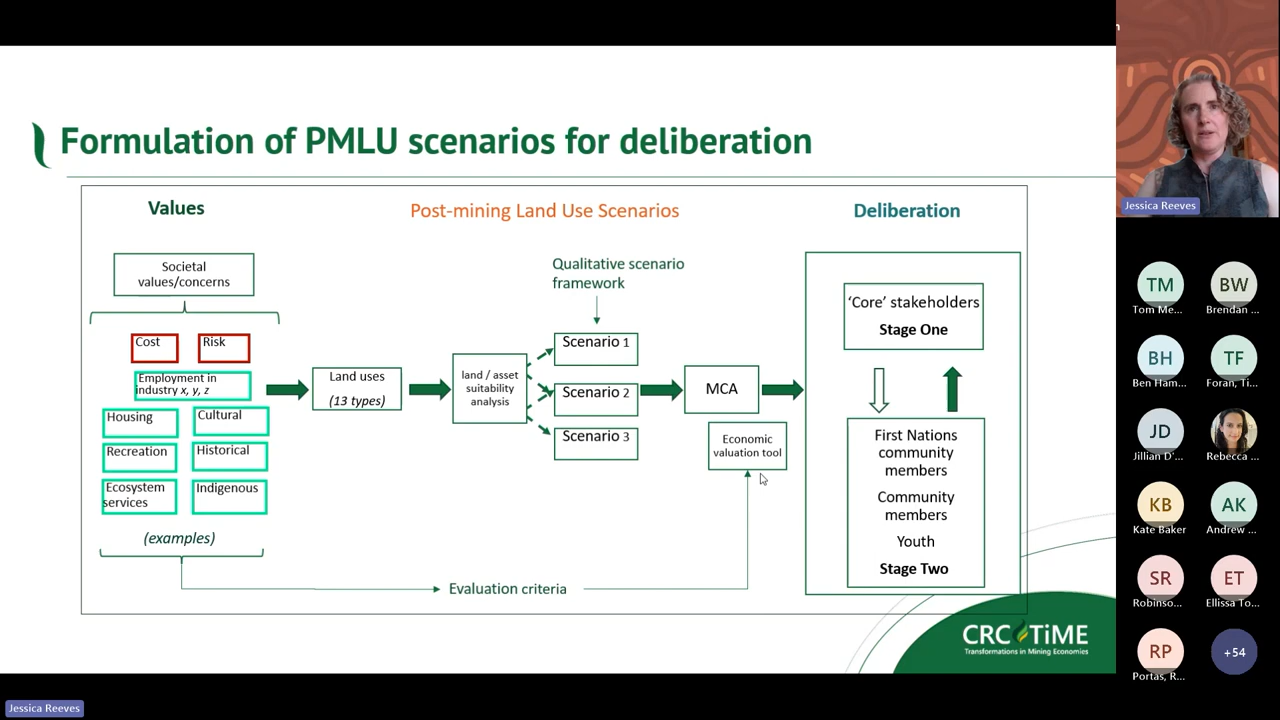 Formulation of PMLU scenarios for deliberation
Values
Post-mining Land Use Scenarios
Deliberation
Societal
values/concerns
Cost
Risk
Employment in
industry x, y, z
Housing
Cultural
Recreation
Historical
Ecosystem
services
Indigenous
(examples)
Land uses
(13 types)
land / asset
suitability
analysis
Qualitative scenario
framework
Scenario 1
Scenario 2
Scenario 3
MCA
Economic
valuation tool
Evaluation criteria
‘Core’ stakeholders
Stage One
First Nations
community
members
Community
members
Youth
Stage Two
CRC TiME
Transformations in Mining Economies
n
Jessica Reeves
TM
Tom Me...
BW
Brendan ...
BH
Ben Ham...
TF
Foran, Ti...
JD
Jillian D'...
Rebecca ...
KB
Kate Baker
AK
Andrew ...
SR
Robinso...
ET
Ellissa To...
RP
Portas, R...
+54
Jessica Reeves